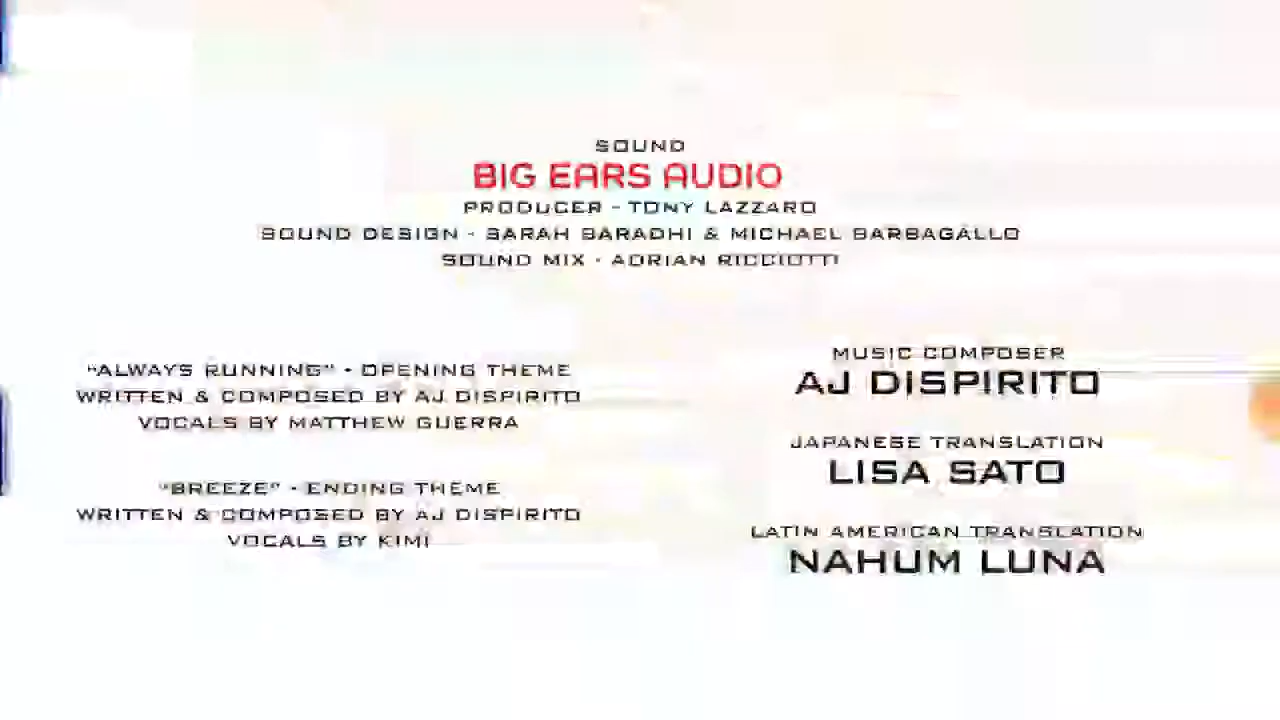 SOUND
BIG EARS AUDIO
PRODUCER - TONY LAZZARO
SOUND DESIGN - SARAH SARADHI & MICHAEL BARBAGALLO
SOUND MIX - ADRIAN RICCIOTTI
"ALWAYS RUNNING" - OPENING THEME
WRITTEN & COMPOSED BY AJ DISPIRITO
VOCALS BY MATTHEW GUERRA
"BREEZE" - ENDING THEME
WRITTEN & COMPOSED BY AJ DISPIRITO
VOCALS BY KIMI
MUSIC COMPOSER
AJ DISPIRITO
JAPANESE TRANSLATION
LISA SATO
LATIN AMERICAN TRANSLATION
NAHUM LUNA